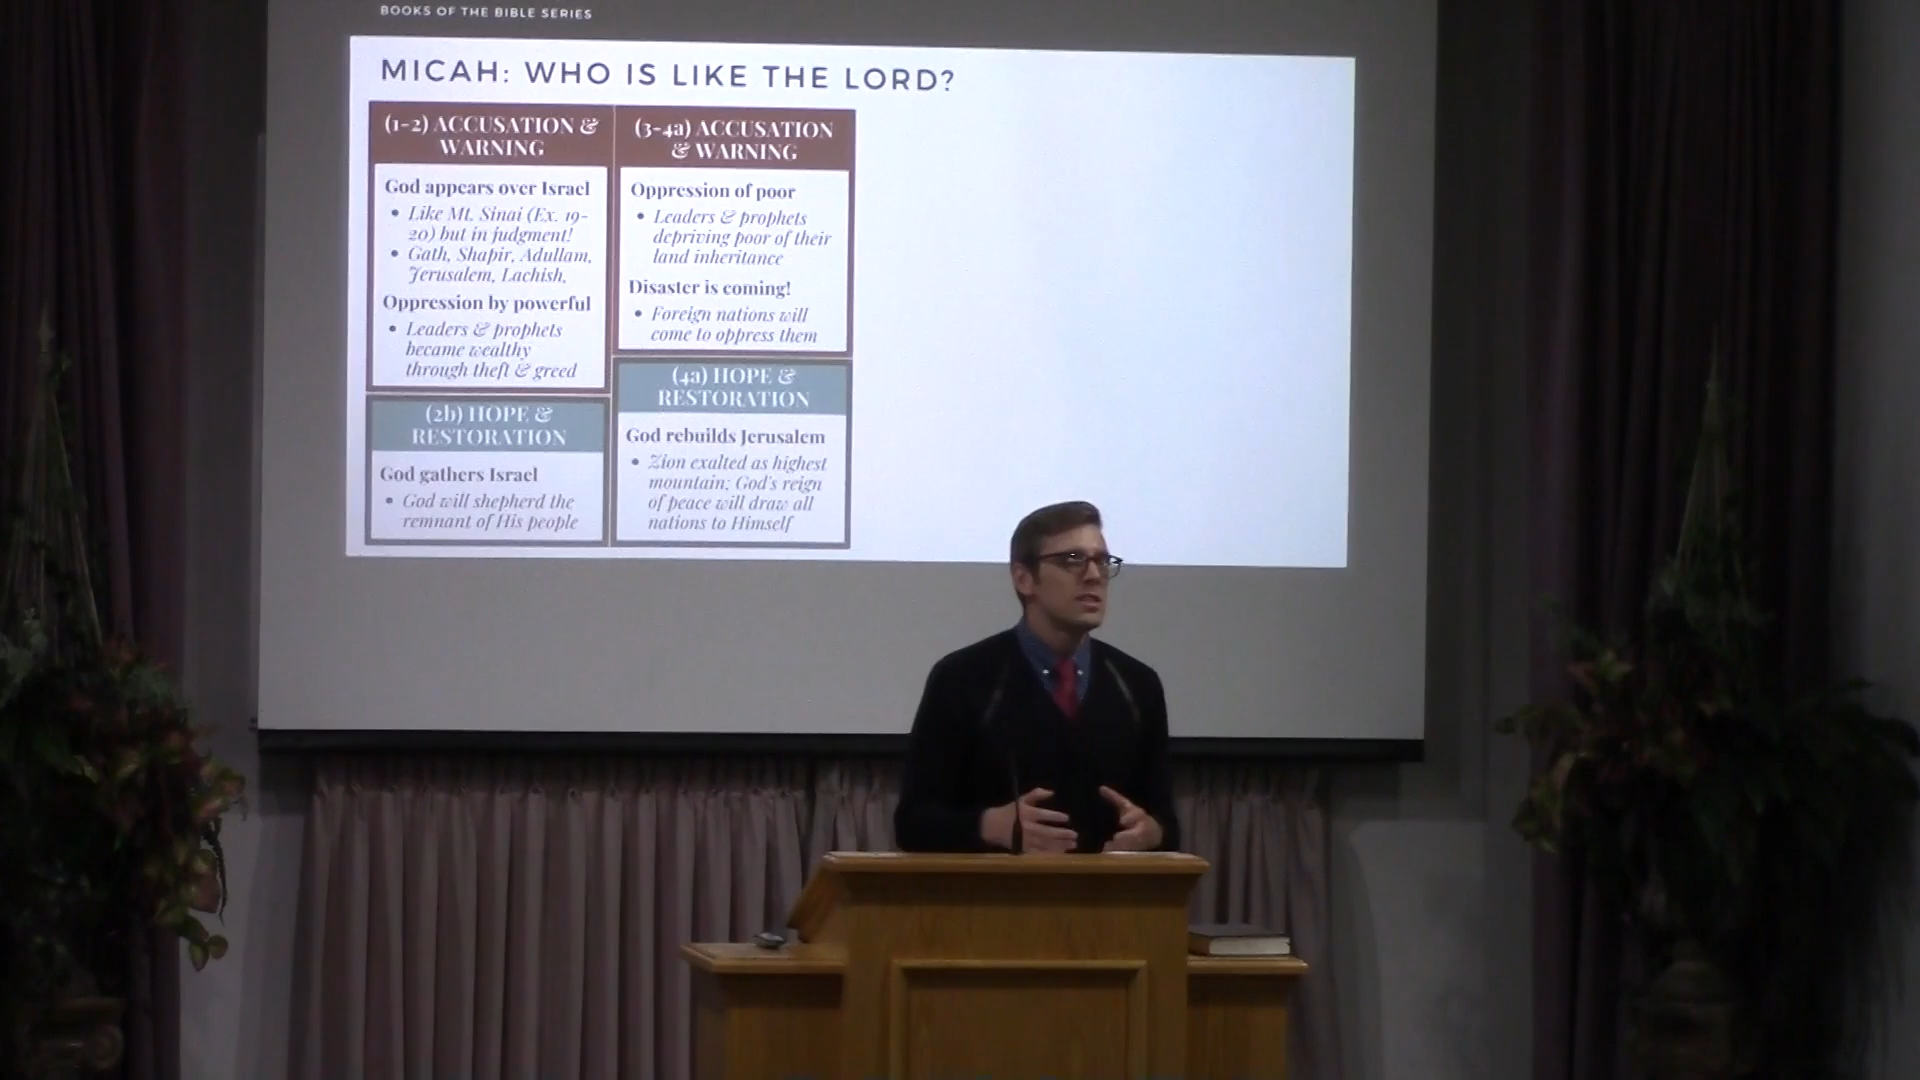 BOOKS OF THE BIBLE SERIES
MICAH: WHO IS LIKE THE LORD?
(1-2) ACCUSATION &
WARNING
God appears over Israel
• Like Mt. Sinai (Ex. 19-
20) but in judgment!
• Gath, Shapir, Adullam,
Jerusalem, Lachish,
Oppression by powerful
• Leaders & prophets
became wealthy
through theft & greed
(2b) HOPE &
RESTORATION
God gathers Israel
• God will shepherd the
remnant of His people
(3-4a) ACCUSATION
& WARNING
Oppression of poor
• Leaders & prophets
depriving poor of their
land inheritance
Disaster is coming!
• Foreign nations will
come to oppress them
(4a) HOPE &
RESTORATION
God rebuilds Jerusalem
• Zion exalted as highest
mountain; God's reign
of peace will draw all
nations to Himself